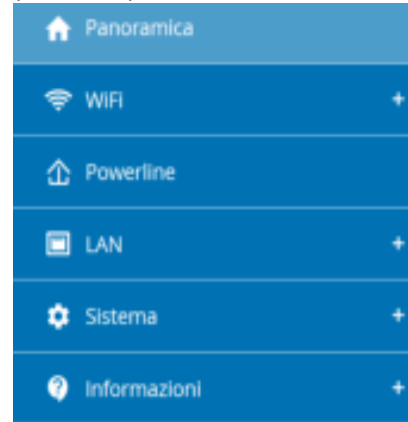 Panoramica
WiFi +
Powerline
LAN +
Sistema +
Informazioni +